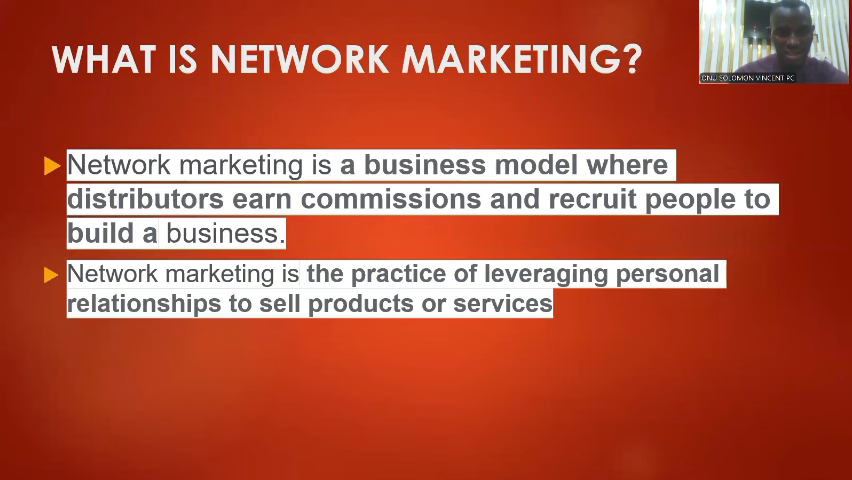 WHAT IS NETWORK MARKETING?
ONU SOLOMON VINCENT PC
Network marketing is a business model where
distributors earn commissions and recruit people to
build a business.
Network marketing is the practice of leveraging personal
relationships to sell products or services